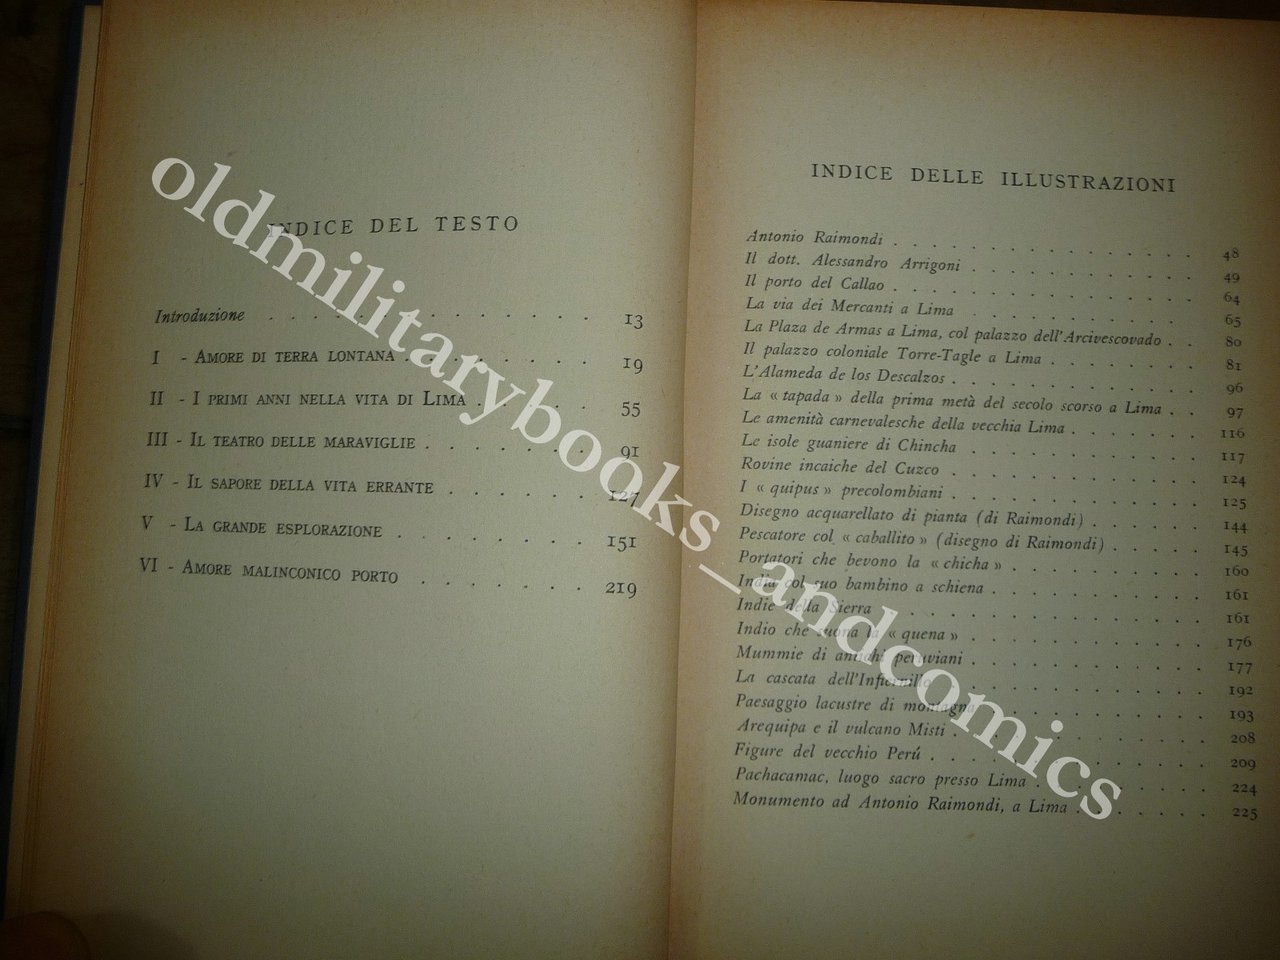 INDICE DEL TESTO
Introduzione . . . . . . . . . . . . . . 13
I - AMORE DI TERRA LONTANA . . . . . . . . . 19
II - I PRIMI ANNI NELLA VITA DI LIMA . . . . . . 55
III - IL TEATRO DELLE MARAVIGLIE . . . . . . . . 91
IV - IL SAPORE DELLA VITA ERRANTE . . . . . . . 127
V - LA GRANDE ESPLORAZIONE . . . . . . . . . 151
VI - AMORE MALINCONICO PORTO . . . . . . . . 219
INDICE DELLE ILLUSTRAZIONI
Antonio Raimondi . . . . . . . . . . . . . . 48
Il dott. Alessandro Arrigoni . . . . . . . . . . . 49
Il porto del Callao . . . . . . . . . . . . . . 64
La via dei Mercanti a Lima . . . . . . . . . . . 65
La Plaza de Armas a Lima, col palazzo dell'Arcivescovado . . 80
Il palazzo coloniale Torre-Tagle a Lima . . . . . . . 81
L'Alameda de los Descalzos . . . . . . . . . . . . 96
La « tapada » della prima metà del secolo scorso a Lima . . 97
Le amenità carnevalesche della vecchia Lima . . . . . . 116
Le isole guaniere di Chincha . . . . . . . . . . . 117
Rovine incaiche del Cuzco . . . . . . . . . . . . 124
I « quipus » precolombiani . . . . . . . . . . . . 125
Disegno acquarellato di pianta (di Raimondi) . . . . . . 144
Pescatore col « caballito » (disegno di Raimondi) . . . . . 145
Portatori che bevono la « chicha » . . . . . . . . . . 160
India col suo bambino a schiena . . . . . . . . . . 161
Indie della Sierra . . . . . . . . . . . . . . . 161
Indio che suona la « quena » . . . . . . . . . . . 176
Mummie di antichi peruviani . . . . . . . . . . . 177
La cascata dell'Infiernillo . . . . . . . . . . . . 192
Paesaggio lacustre di montagna . . . . . . . . . . . 193
Arequipa e il vulcano Misti . . . . . . . . . . . . 208
Figure del vecchio Perú . . . . . . . . . . . . . 209
Pachacamac, luogo sacro presso Lima . . . . . . . . . 224
Monumento ad Antonio Raimondi, a Lima . . . . . . . 225
oldmilitarybooks_andcomics